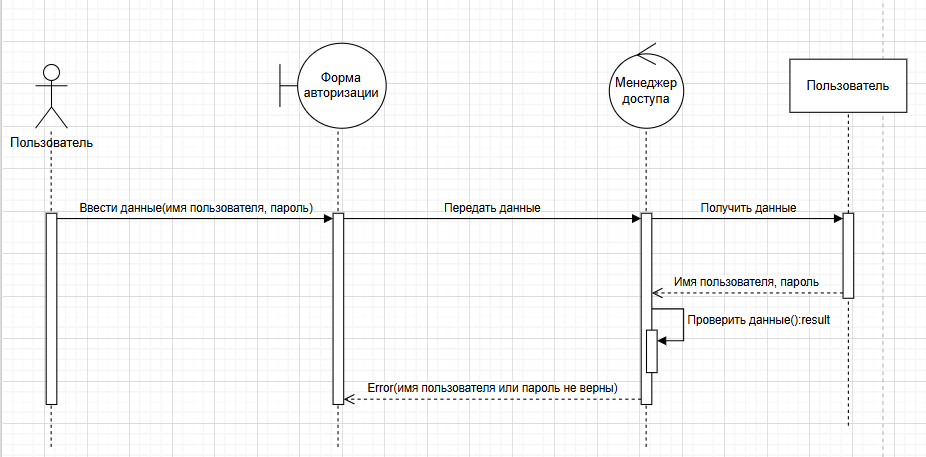 Форма
авторизации
Менеджер
доступа
Пользователь
Пользователь
Ввести данные(имя пользователя, пароль)
Передать данные
Получить данные
Имя пользователя, пароль
Проверить данные():result
Error(имя пользователя или пароль не верны)